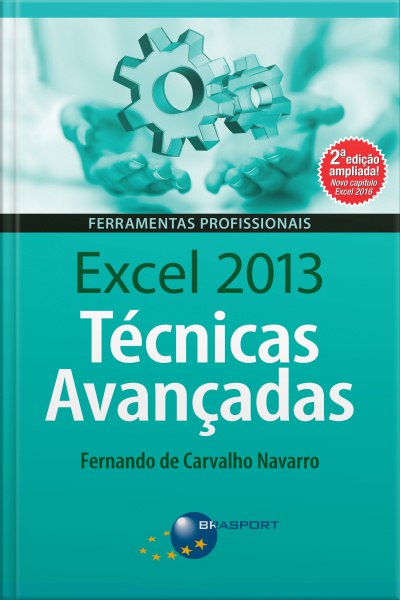 2ª edição
ampliada!
Novo capítulo
Excel 2016
FERRAMENTAS PROFISSIONAIS
Excel 2013
Técnicas
Avançadas
Fernando de Carvalho Navarro
BRASPORT